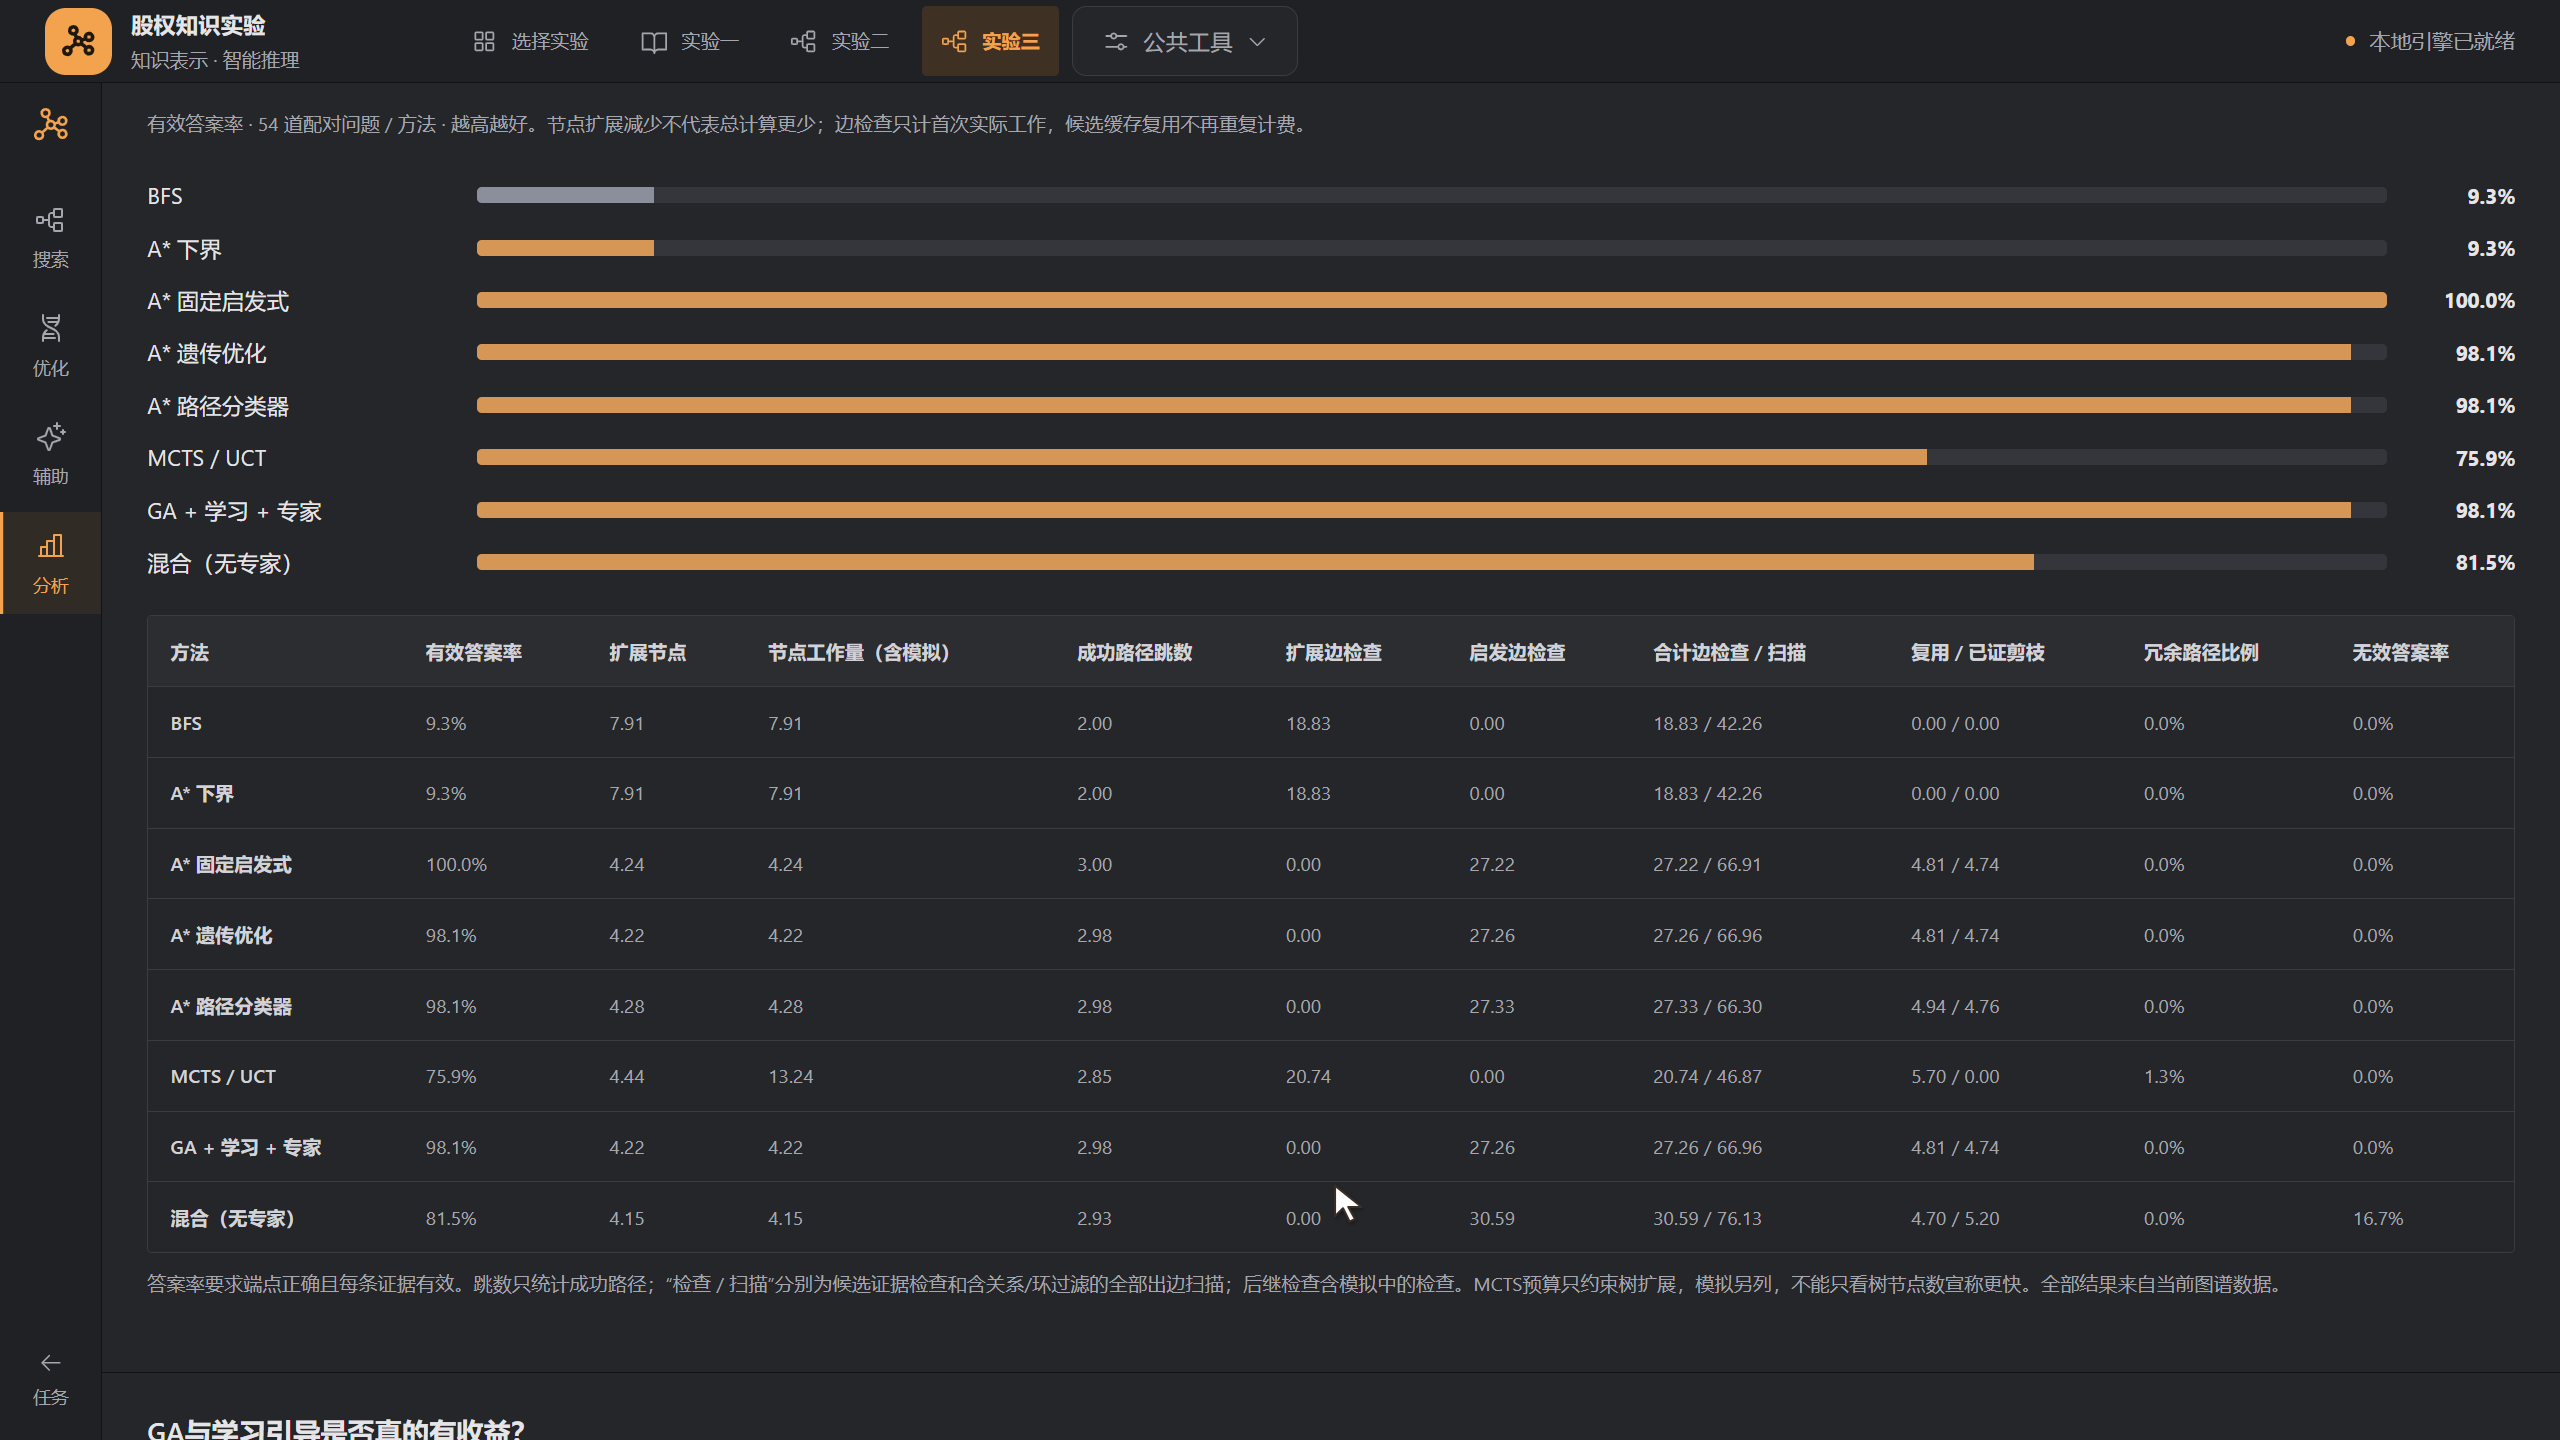 股权知识实验
知识表示 · 智能推理
选择实验
实验一
实验二
实验三
公共工具
本地引擎已就绪
搜索
优化
辅助
分析
任务
有效答案率 · 54 道配对问题 / 方法 · 越高越好。节点扩展减少不代表总计算更少；边检查只计首次实际工作，候选缓存复用不再重复计费。
BFS 9.3%
A* 下界 9.3%
A* 固定启发式 100.0%
A* 遗传优化 98.1%
A* 路径分类器 98.1%
MCTS / UCT 75.9%
GA + 学习 + 专家 98.1%
混合（无专家） 81.5%
方法 有效答案率 扩展节点 节点工作量（含模拟） 成功路径跳数 扩展边检查 启发边检查 合计边检查 / 扫描 复用 / 已证剪枝 冗余路径比例 无效答案率
BFS 9.3% 7.91 7.91 2.00 18.83 0.00 18.83 / 42.26 0.00 / 0.00 0.0% 0.0%
A* 下界 9.3% 7.91 7.91 2.00 18.83 0.00 18.83 / 42.26 0.00 / 0.00 0.0% 0.0%
A* 固定启发式 100.0% 4.24 4.24 3.00 0.00 27.22 27.22 / 66.91 4.81 / 4.74 0.0% 0.0%
A* 遗传优化 98.1% 4.22 4.22 2.98 0.00 27.26 27.26 / 66.96 4.81 / 4.74 0.0% 0.0%
A* 路径分类器 98.1% 4.28 4.28 2.98 0.00 27.33 27.33 / 66.30 4.94 / 4.76 0.0% 0.0%
MCTS / UCT 75.9% 4.44 13.24 2.85 20.74 0.00 20.74 / 46.87 5.70 / 0.00 1.3% 0.0%
GA + 学习 + 专家 98.1% 4.22 4.22 2.98 0.00 27.26 27.26 / 66.96 4.81 / 4.74 0.0% 0.0%
混合（无专家） 81.5% 4.15 4.15 2.93 0.00 30.59 30.59 / 76.13 4.70 / 5.20 0.0% 16.7%
答案率要求端点正确且每条证据有效。跳数只统计成功路径；“检查 / 扫描”分别为候选证据检查和含关系/环过滤的全部出边扫描；后继检查含模拟中的检查。MCTS预算只约束树扩展，模拟另列，不能只看树节点数宣称更快。全部结果来自当前图谱数据。
GA与学习引导是否真的有收益？